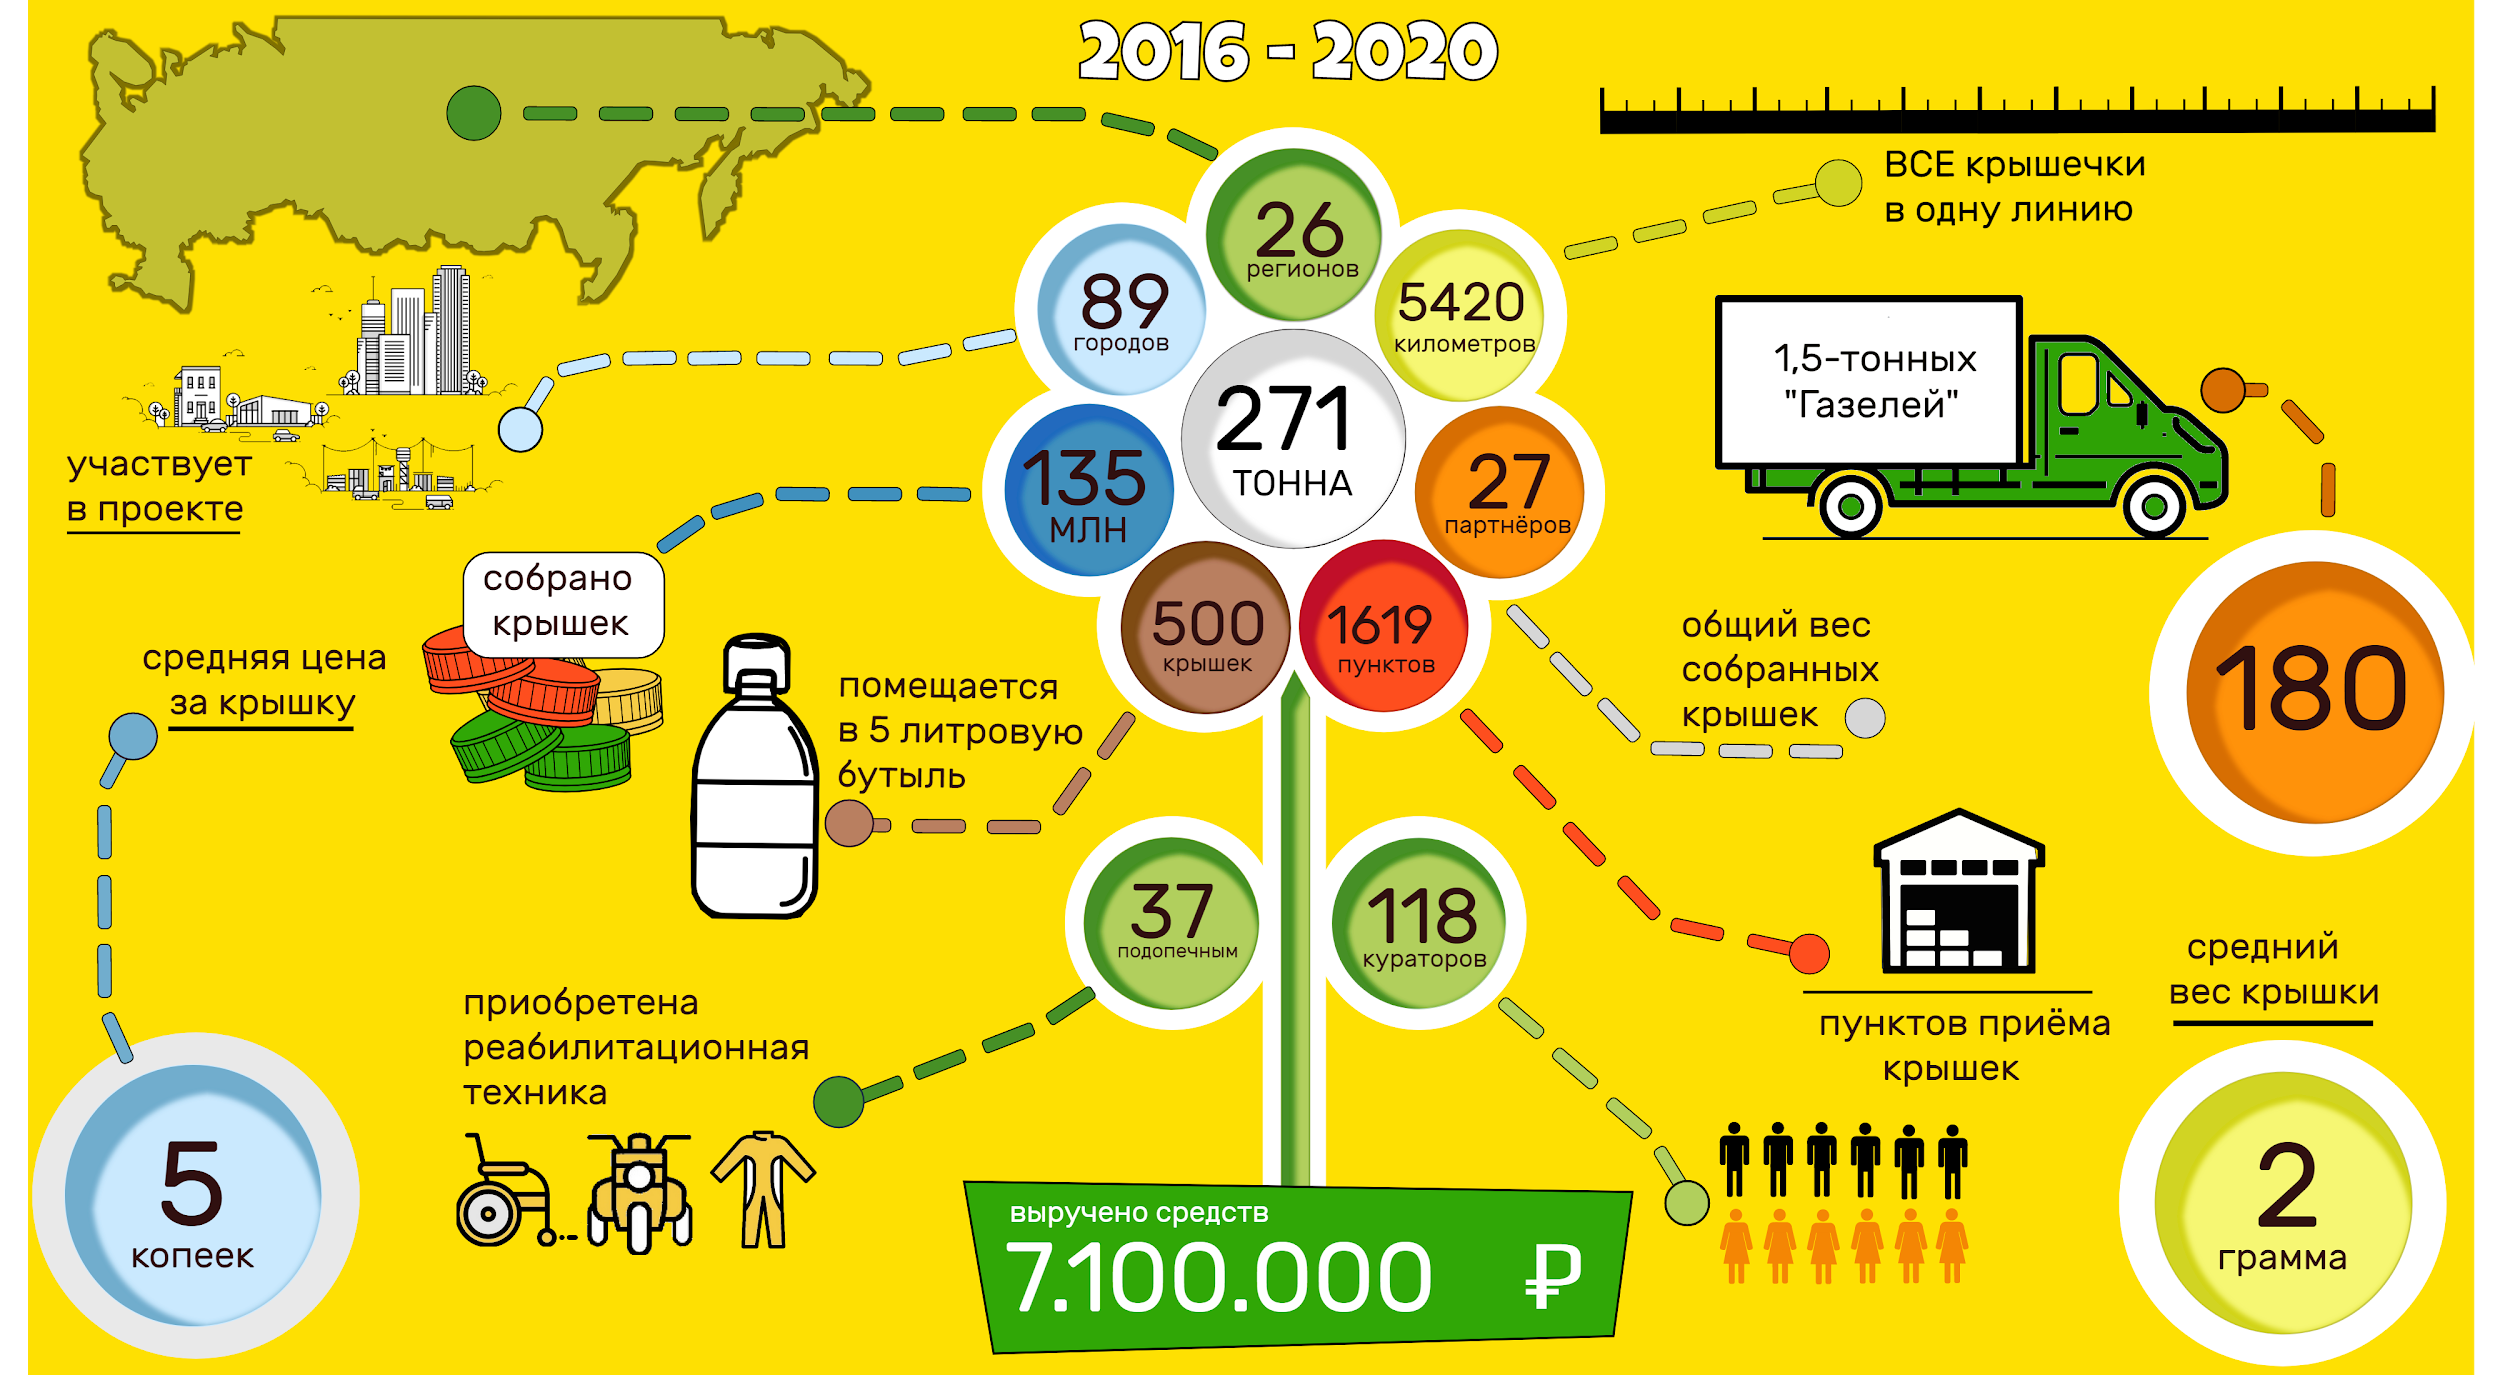 2016 - 2020
ВСЕ крышечки
в одну линию
26
регионов
89
городов
5420
километров
271
ТОННА
135
МЛН
27
партнёров
500
крышек
1619
пунктов
1,5-тонных
"Газелей"
180
участвует
в проекте
собрано
крышек
средняя цена
за крышку
5
копеек
помещается
в 5 литровую
бутыль
общий вес
собранных
крышек
37
подопечным
118
кураторов
приобретена
реабилитационная
техника
пунктов приёма
крышек
средний
вес крышки
2
грамма
выручено средств
7.100.000 ₽